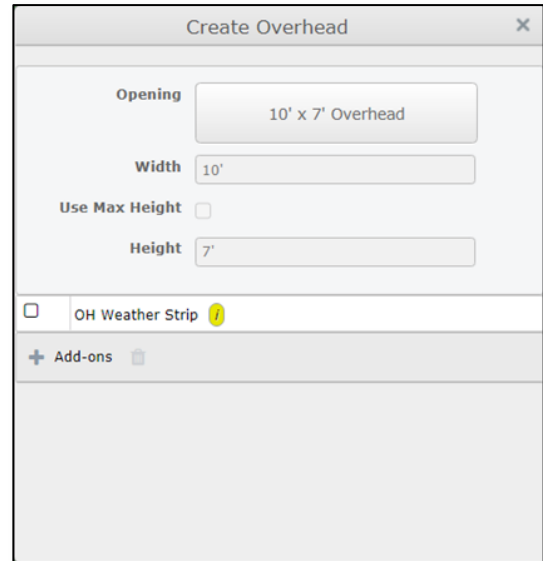 Create Overhead ×
Opening 10' x 7' Overhead
Width 10'
Use Max Height
Height 7'
OH Weather Strip i
+ Add-ons